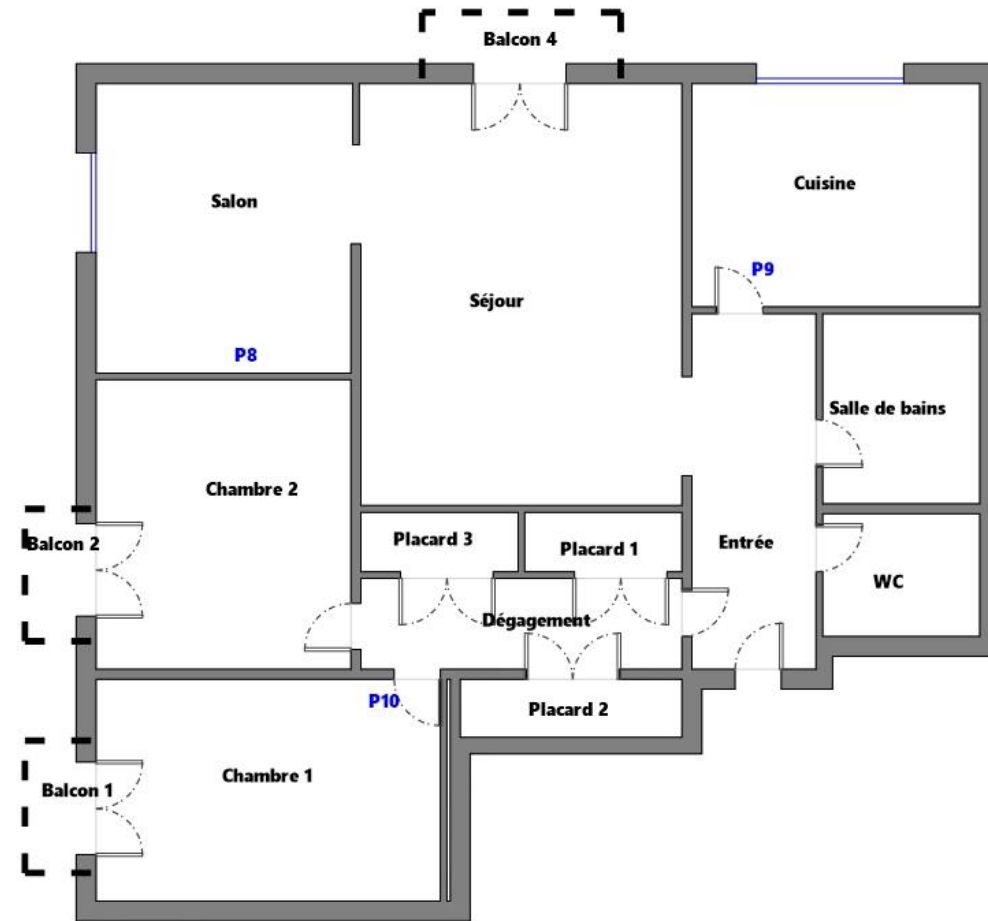 Balcon 4
Cuisine
Salon
P9
Séjour
P8
Salle de bains
Chambre 2
Placard 3
Placard 1
Entrée
Balcon 2
WC
Dégagement
P10
Placard 2
Chambre 1
Balcon 1